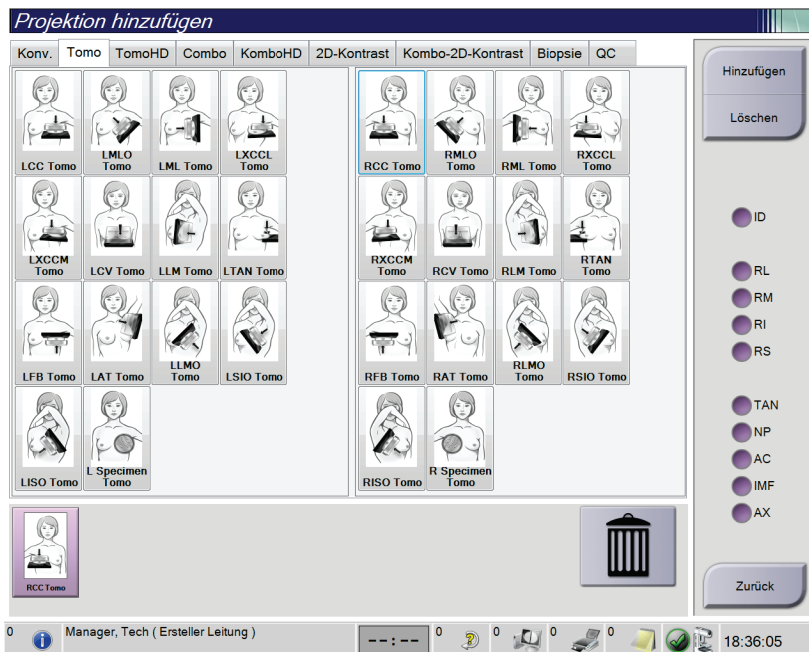 Projektion hinzufügen
Konv. Tomo TomoHD Combo KomboHD 2D-Kontrast Kombo-2D-Kontrast Biopsie QC
LCC Tomo
LMLO Tomo
LML Tomo
LXCCL Tomo
RCC Tomo
RMLO Tomo
RML Tomo
RXCCL Tomo
LXCCM Tomo
LCV Tomo
LLM Tomo
LTAN Tomo
RXCCM Tomo
RCV Tomo
RLM Tomo
RTAN Tomo
LFB Tomo
LAT Tomo
LLMO Tomo
LSIO Tomo
RFB Tomo
RAT Tomo
RLMO Tomo
RSIO Tomo
LISO Tomo
L Specimen Tomo
RISO Tomo
R Specimen Tomo
RCC Tomo
Hinzufügen
Löschen
ID
RL
RM
RI
RS
TAN
NP
AC
IMF
AX
Zurück
0 Manager, Tech ( Ersteller Leitung ) --:-- 0 0 0 0 18:36:05